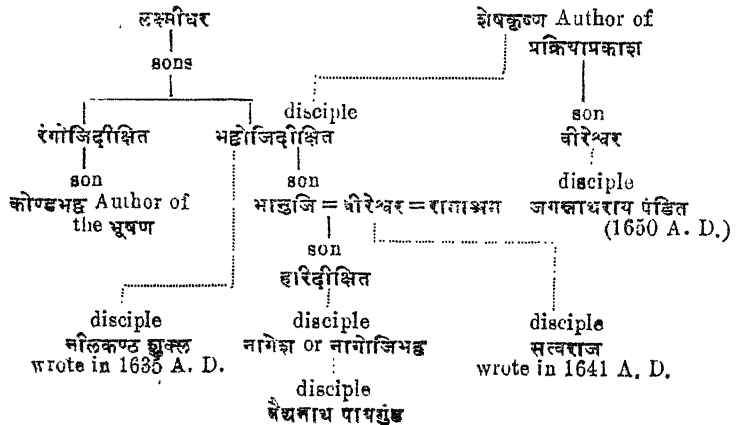 लक्ष्मीधर
शेषकृष्ण Author of
प्रक्रियाप्रकाश
sons
disciple
son
रंगोजिदीक्षित
भट्टोजिदीक्षित
वीरेश्वर
son
son
disciple
कोण्डभट्ट Author of
the भूषण
भानुजि = वीरेश्वर = रामाश्रम
जगन्नाथराय पंडित
(1650 A. D.)
son
हरिदीक्षित
disciple
disciple
disciple
नीलकण्ठ शुक्ल
नागेश or नागोजिभट्ट
सत्वराज
wrote in 1635 A. D.
wrote in 1641 A. D.
disciple
वैद्यनाथ पायगुंड